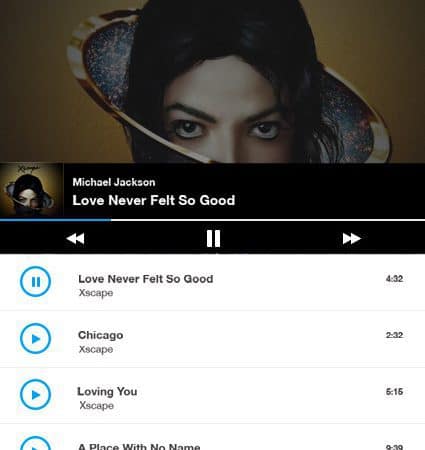 Xscape
Michael Jackson
Love Never Felt So Good
Love Never Felt So Good
4:32
Xscape
Chicago
2:32
Xscape
Loving You
5:15
Xscape
A Place With No Name
9:39